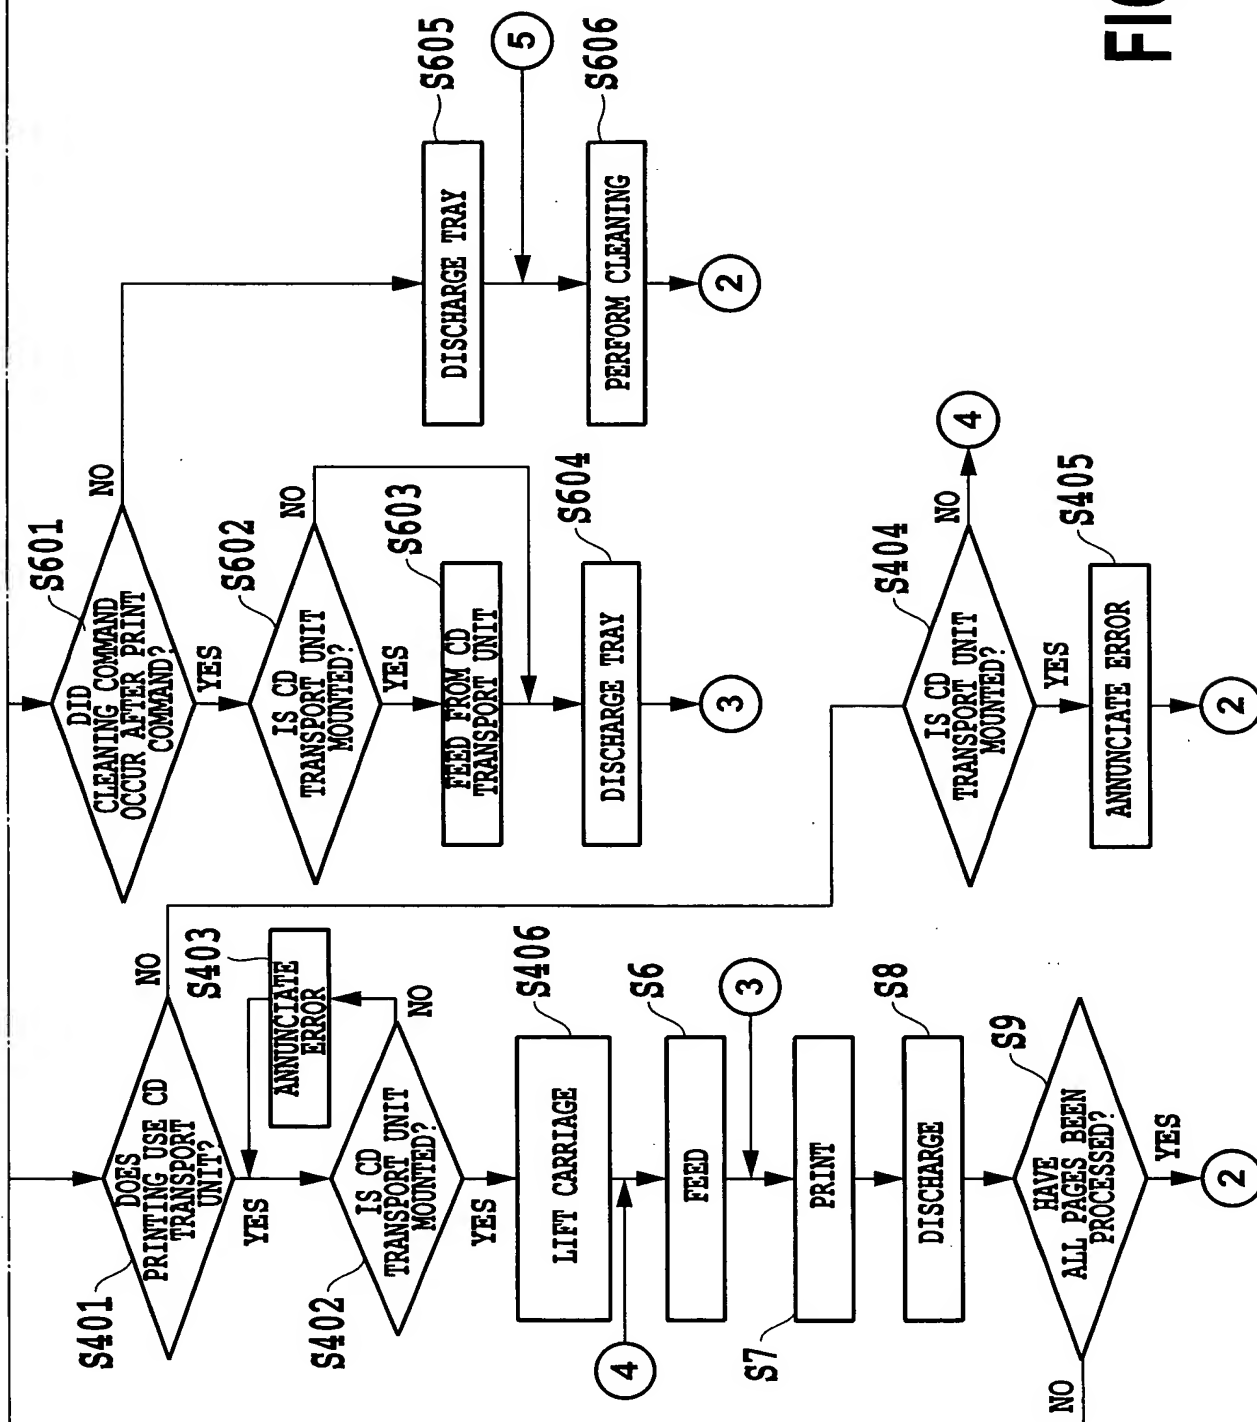 S401
DOES
PRINTING USE CD
TRANSPORT
UNIT?
NO
YES
S402
IS CD
TRANSPORT UNIT
MOUNTED?
NO
YES
S403
ANNUNCIATE
ERROR
S406
LIFT CARRIAGE
4
S6
FEED
3
S7
PRINT
S8
DISCHARGE
S9
HAVE
ALL PAGES BEEN
PROCESSED?
NO
YES
2
S601
DID
CLEANING COMMAND
OCCUR AFTER PRINT
COMMAND?
NO
YES
S602
IS CD
TRANSPORT UNIT
MOUNTED?
NO
YES
S603
FEED FROM CD
TRANSPORT UNIT
S604
DISCHARGE TRAY
3
S404
IS CD
TRANSPORT UNIT
MOUNTED?
NO
4
YES
S405
ANNUNCIATE ERROR
2
S605
DISCHARGE TRAY
5
S606
PERFORM CLEANING
2